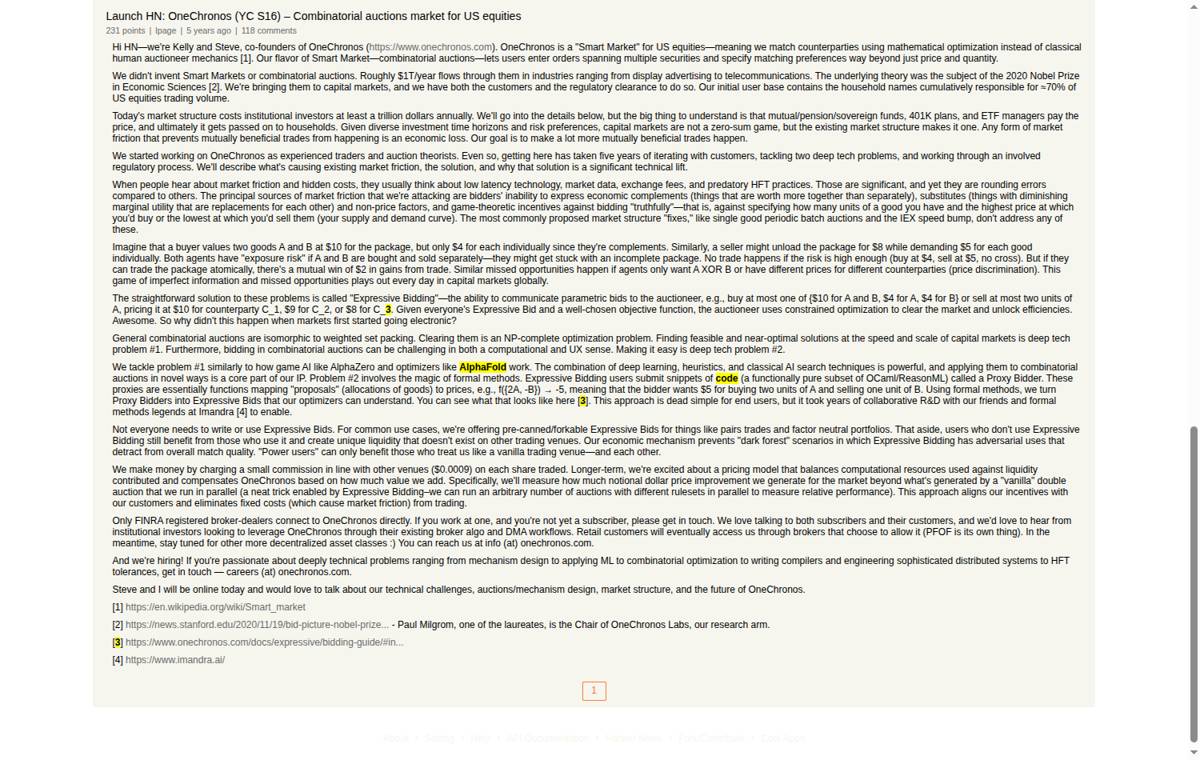 Launch HN: OneChronos (YC S16) – Combinatorial auctions market for US equities
231 points | lpage | 5 years ago | 118 comments
Hi HN—we're Kelly and Steve, co-founders of OneChronos (https://www.onechronos.com). OneChronos is a "Smart Market" for US equities—meaning we match counterparties using mathematical optimization instead of classical
human auctioneer mechanics [1]. Our flavor of Smart Market—combinatorial auctions—lets users enter orders spanning multiple securities and specify matching preferences way beyond just price and quantity.
We didn't invent Smart Markets or combinatorial auctions. Roughly $1T/year flows through them in industries ranging from display advertising to telecommunications. The underlying theory was the subject of the 2020 Nobel Prize
in Economic Sciences [2]. We're bringing them to capital markets, and we have both the customers and the regulatory clearance to do so. Our initial user base contains the household names cumulatively responsible for ≈70% of
US equities trading volume.
Today's market structure costs institutional investors at least a trillion dollars annually. We'll go into the details below, but the big thing to understand is that mutual/pension/sovereign funds, 401K plans, and ETF managers pay the
price, and ultimately it gets passed on to households. Given diverse investment time horizons and risk preferences, capital markets are not a zero-sum game, but the existing market structure makes it one. Any form of market
friction that prevents mutually beneficial trades from happening is an economic loss. Our goal is to make a lot more mutually beneficial trades happen.
We started working on OneChronos as experienced traders and auction theorists. Even so, getting here has taken five years of iterating with customers, tackling two deep tech problems, and working through an involved
regulatory process. We'll describe what's causing existing market friction, the solution, and why that solution is a significant technical lift.
When people hear about market friction and hidden costs, they usually think about low latency technology, market data, exchange fees, and predatory HFT practices. Those are significant, and yet they are rounding errors
compared to others. The principal sources of market friction that we're attacking are bidders' inability to express economic complements (things that are worth more together than separately), substitutes (things with diminishing
marginal utility that are replacements for each other) and non-price factors, and game-theoretic incentives against bidding "truthfully"—that is, against specifying how many units of a good you have and the highest price at which
you'd buy or the lowest at which you'd sell them (your supply and demand curve). The most commonly proposed market structure "fixes," like single good periodic batch auctions and the IEX speed bump, don't address any of
these.
Imagine that a buyer values two goods A and B at $10 for the package, but only $4 for each individually since they're complements. Similarly, a seller might unload the package for $8 while demanding $5 for each good
individually. Both agents have "exposure risk" if A and B are bought and sold separately—they might get stuck with an incomplete package. No trade happens if the risk is high enough (buy at $4, sell at $5, no cross). But if they
can trade the package atomically, there's a mutual win of $2 in gains from trade. Similar missed opportunities happen if agents only want A XOR B or have different prices for different counterparties (price discrimination). This
game of imperfect information and missed opportunities plays out every day in capital markets globally.
The straightforward solution to these problems is called "Expressive Bidding"—the ability to communicate parametric bids to the auctioneer, e.g., buy at most one of {$10 for A and B, $4 for A, $4 for B} or sell at most two units of
A, pricing it at $10 for counterparty C_1, $9 for C_2, or $8 for C_3. Given everyone's Expressive Bid and a well-chosen objective function, the auctioneer uses constrained optimization to clear the market and unlock efficiencies.
Awesome. So why didn't this happen when markets first started going electronic?
General combinatorial auctions are isomorphic to weighted set packing. Clearing them is an NP-complete optimization problem. Finding feasible and near-optimal solutions at the speed and scale of capital markets is deep tech
problem #1. Furthermore, bidding in combinatorial auctions can be challenging in both a computational and UX sense. Making it easy is deep tech problem #2.
We tackle problem #1 similarly to how game AI like AlphaZero and optimizers like AlphaFold work. The combination of deep learning, heuristics, and classical AI search techniques is powerful, and applying them to combinatorial
auctions in novel ways is a core part of our IP. Problem #2 involves the magic of formal methods. Expressive Bidding users submit snippets of code (a functionally pure subset of OCaml/ReasonML) called a Proxy Bidder. These
proxies are essentially functions mapping "proposals" (allocations of goods) to prices, e.g., f({2A, -B}) → -5, meaning that the bidder wants $5 for buying two units of A and selling one unit of B. Using formal methods, we turn
Proxy Bidders into Expressive Bids that our optimizers can understand. You can see what that looks like here [3]. This approach is dead simple for end users, but it took years of collaborative R&D with our friends and formal
methods legends at Imandra [4] to enable.
Not everyone needs to write or use Expressive Bids. For common use cases, we're offering pre-canned/forkable Expressive Bids for things like pairs trades and factor neutral portfolios. That aside, users who don't use Expressive
Bidding still benefit from those who use it and create unique liquidity that doesn't exist on other trading venues. Our economic mechanism prevents "dark forest" scenarios in which Expressive Bidding has adversarial uses that
detract from overall match quality. "Power users" can only benefit those who treat us like a vanilla trading venue—and each other.
We make money by charging a small commission in line with other venues ($0.0009) on each share traded. Longer-term, we're excited about a pricing model that balances computational resources used against liquidity
contributed and compensates OneChronos based on how much value we add. Specifically, we'll measure how much notional dollar price improvement we generate for the market beyond what's generated by a "vanilla" double
auction that we run in parallel (a neat trick enabled by Expressive Bidding–we can run an arbitrary number of auctions with different rulesets in parallel to measure relative performance). This approach aligns our incentives with
our customers and eliminates fixed costs (which cause market friction) from trading.
Only FINRA registered broker-dealers connect to OneChronos directly. If you work at one, and you're not yet a subscriber, please get in touch. We love talking to both subscribers and their customers, and we'd love to hear from
institutional investors looking to leverage OneChronos through their existing broker algo and DMA workflows. Retail customers will eventually access us through brokers that choose to allow it (PFOF is its own thing). In the
meantime, stay tuned for other more decentralized asset classes :) You can reach us at info (at) onechronos.com.
And we're hiring! If you're passionate about deeply technical problems ranging from mechanism design to applying ML to combinatorial optimization to writing compilers and engineering sophisticated distributed systems to HFT
tolerances, get in touch — careers (at) onechronos.com.
Steve and I will be online today and would love to talk about our technical challenges, auctions/mechanism design, market structure, and the future of OneChronos.
[1] https://en.wikipedia.org/wiki/Smart_market
[2] https://news.stanford.edu/2020/11/19/bid-picture-nobel-prize... - Paul Milgrom, one of the laureates, is the Chair of OneChronos Labs, our research arm.
[3] https://www.onechronos.com/docs/expressive/bidding-guide/#in...
[4] https://www.imandra.ai/
1
About • Setting • Help • API Documentation • Hacker News • Fork/Contribute • Cool Apps